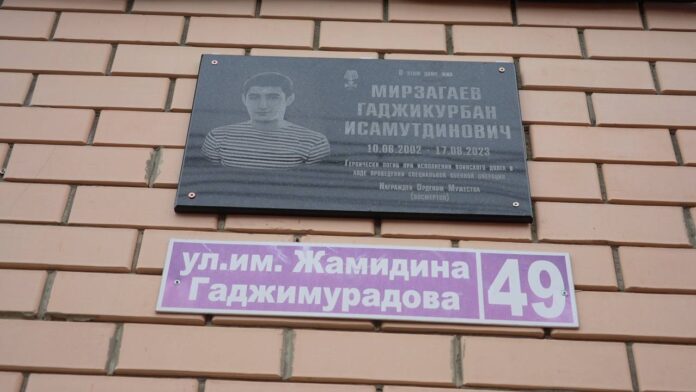 В этом доме жил
МИРЗАГАЕВ
ГАДЖИКУРБАН
ИСАМУТДИНОВИЧ
10.08.2002 - 17.08.2023
Героически погиб при исполнении воинского долга в
ходе проведения специальной военной операции
Награжден Орденом Мужества
(посмертно)
ул.им. Жамидина
Гаджимурадова
49